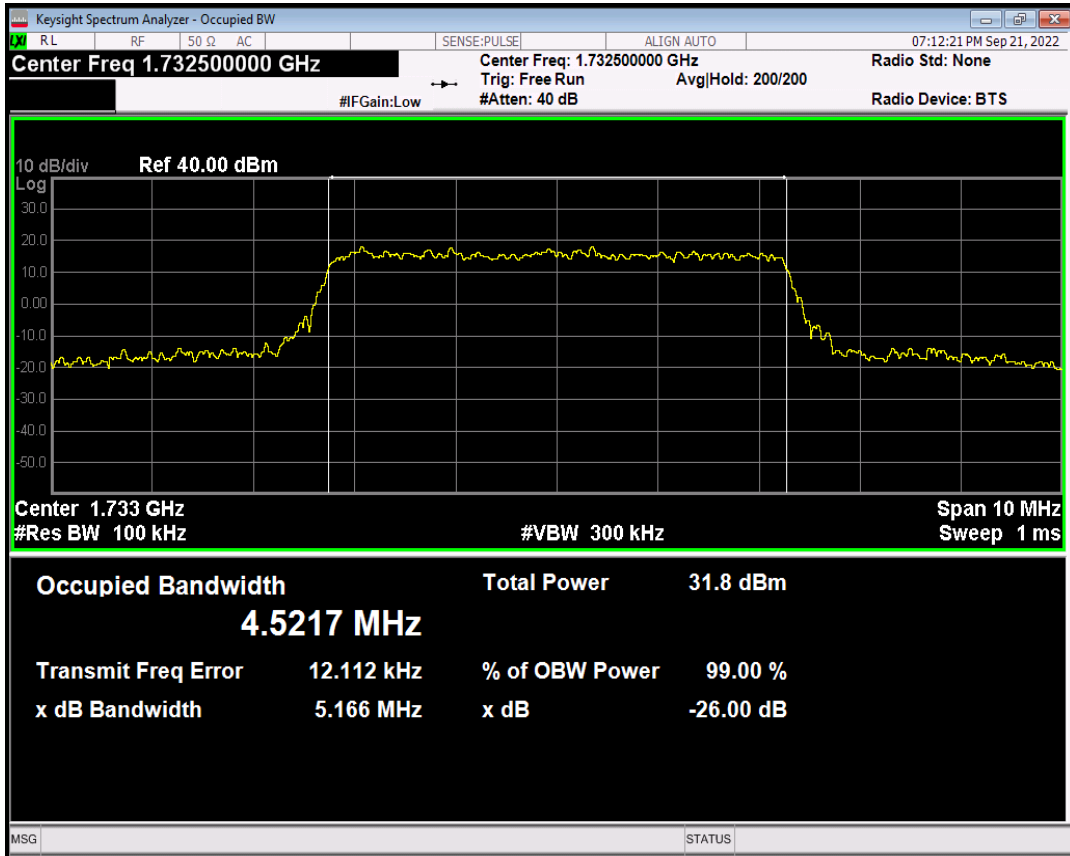 Keysight Spectrum Analyzer - Occupied BW
LXI RL RF 50 Ω AC SENSE:PULSE ALIGN AUTO 07:12:21 PM Sep 21, 2022
Center Freq 1.732500000 GHz Center Freq: 1.732500000 GHz Radio Std: None
Trig: Free Run Avg|Hold: 200/200
#IFGain:Low #Atten: 40 dB Radio Device: BTS
10 dB/div Ref 40.00 dBm
Log
30.0
20.0
10.0
0.00
-10.0
-20.0
-30.0
-40.0
-50.0
Center 1.733 GHz Span 10 MHz
#Res BW 100 kHz #VBW 300 kHz Sweep 1 ms
Occupied Bandwidth Total Power 31.8 dBm
4.5217 MHz
Transmit Freq Error 12.112 kHz % of OBW Power 99.00 %
x dB Bandwidth 5.166 MHz x dB -26.00 dB
MSG STATUS